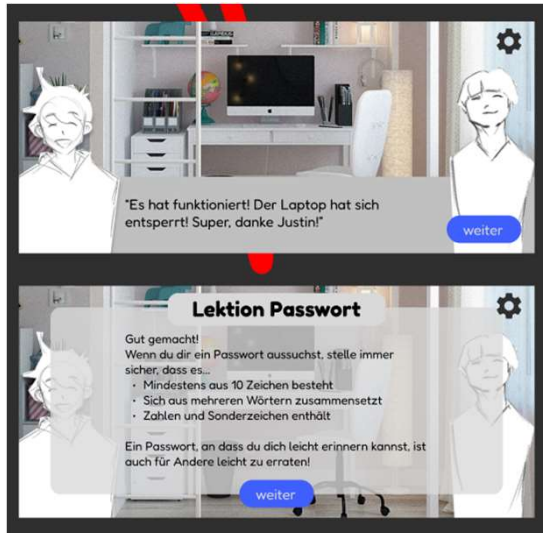 "Es hat funktioniert! Der Laptop hat sich
entsperrt! Super, danke Justin!"
weiter
Lektion Passwort
Gut gemacht!
Wenn du dir ein Passwort aussuchst, stelle immer
sicher, dass es...
• Mindestens aus 10 Zeichen besteht
• Sich aus mehreren Wörtern zusammensetzt
• Zahlen und Sonderzeichen enthält
Ein Passwort, an dass du dich leicht erinnern kannst, ist
auch für Andere leicht zu erraten!
weiter